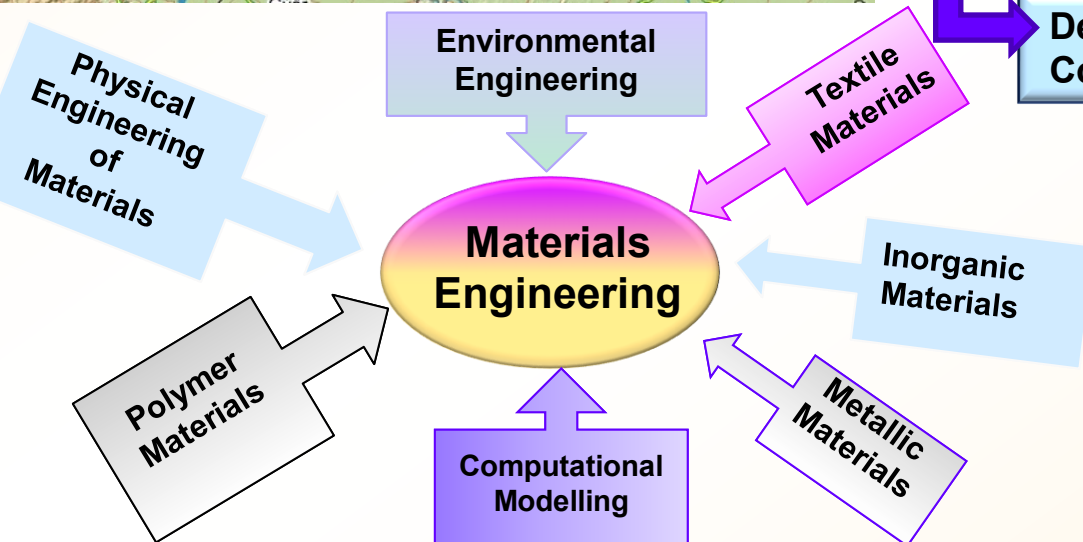 Environmental
Engineering
Physical
Engineering
of
Materials
Textile
Materials
Materials
Engineering
Inorganic
Materials
Polymer
Materials
Metallic
Materials
Computational
Modelling